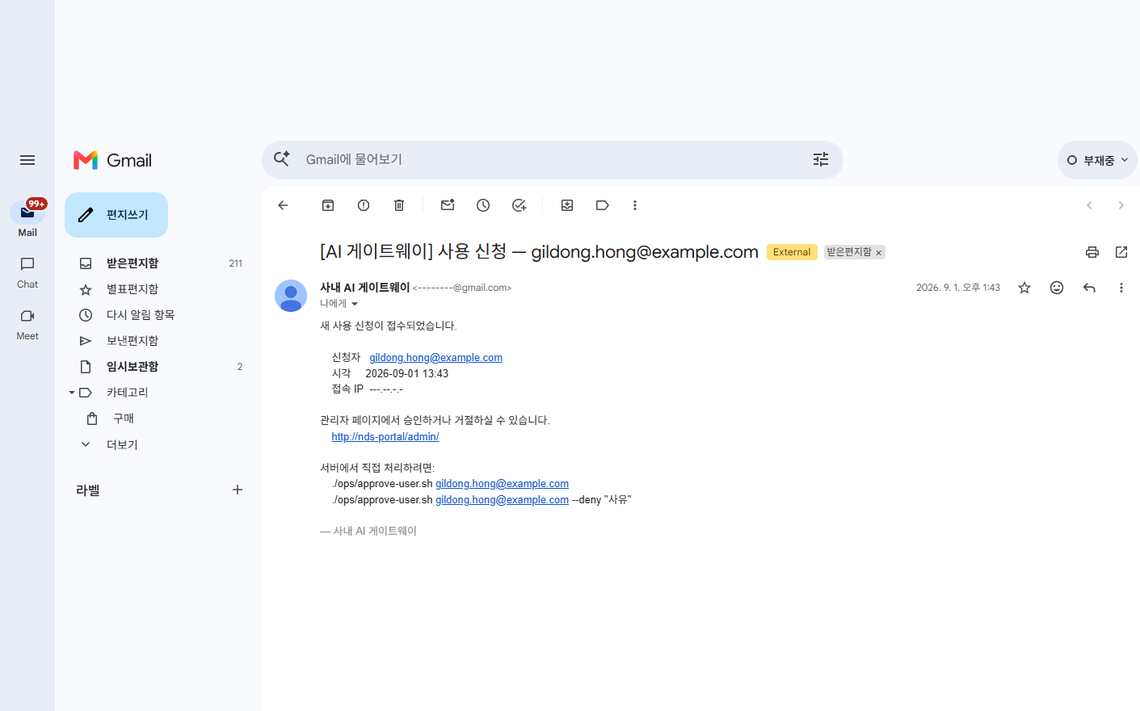 Gmail
Gmail에 물어보기
부재중
99+
Mail
Chat
Meet
편지쓰기
받은편지함 211
별표편지함
다시 알림 항목
보낸편지함
임시보관함 2
카테고리
구매
더보기
라벨
[AI 게이트웨이] 사용 신청 — gildong.hong@example.com External 받은편지함 ×
사내 AI 게이트웨이 <--------@gmail.com> 2026. 9. 1. 오후 1:43
나에게
새 사용 신청이 접수되었습니다.
신청자 gildong.hong@example.com
시각 2026-09-01 13:43
접속 IP ---.--.-.-
관리자 페이지에서 승인하거나 거절하실 수 있습니다.
http://nds-portal/admin/
서버에서 직접 처리하려면:
./ops/approve-user.sh gildong.hong@example.com
./ops/approve-user.sh gildong.hong@example.com --deny "사유"
— 사내 AI 게이트웨이